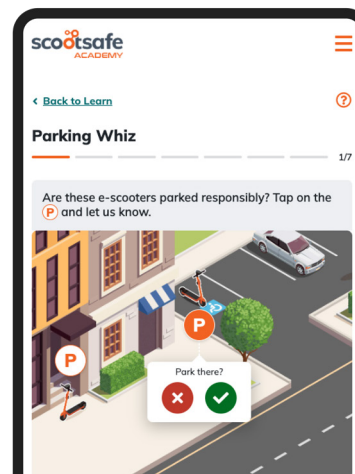 scootsafe
ACADEMY
< Back to Learn
?
Parking Whiz
1/7
Are these e-scooters parked responsibly? Tap on the
P and let us know.
P
P
Park there?